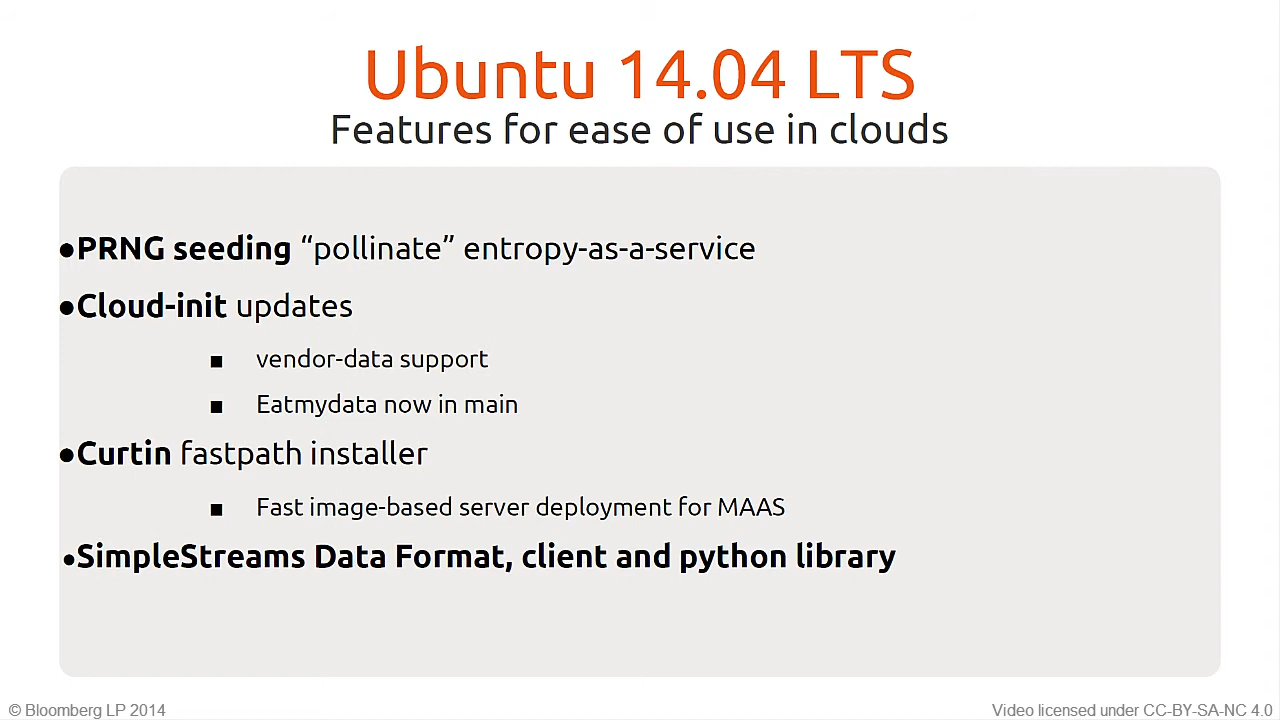 Ubuntu 14.04 LTS
Features for ease of use in clouds
●PRNG seeding “pollinate” entropy-as-a-service
●Cloud-init updates
■ vendor-data support
■ Eatmydata now in main
●Curtin fastpath installer
■ Fast image-based server deployment for MAAS
●SimpleStreams Data Format, client and python library
© Bloomberg LP 2014
Video licensed under CC-BY-SA-NC 4.0